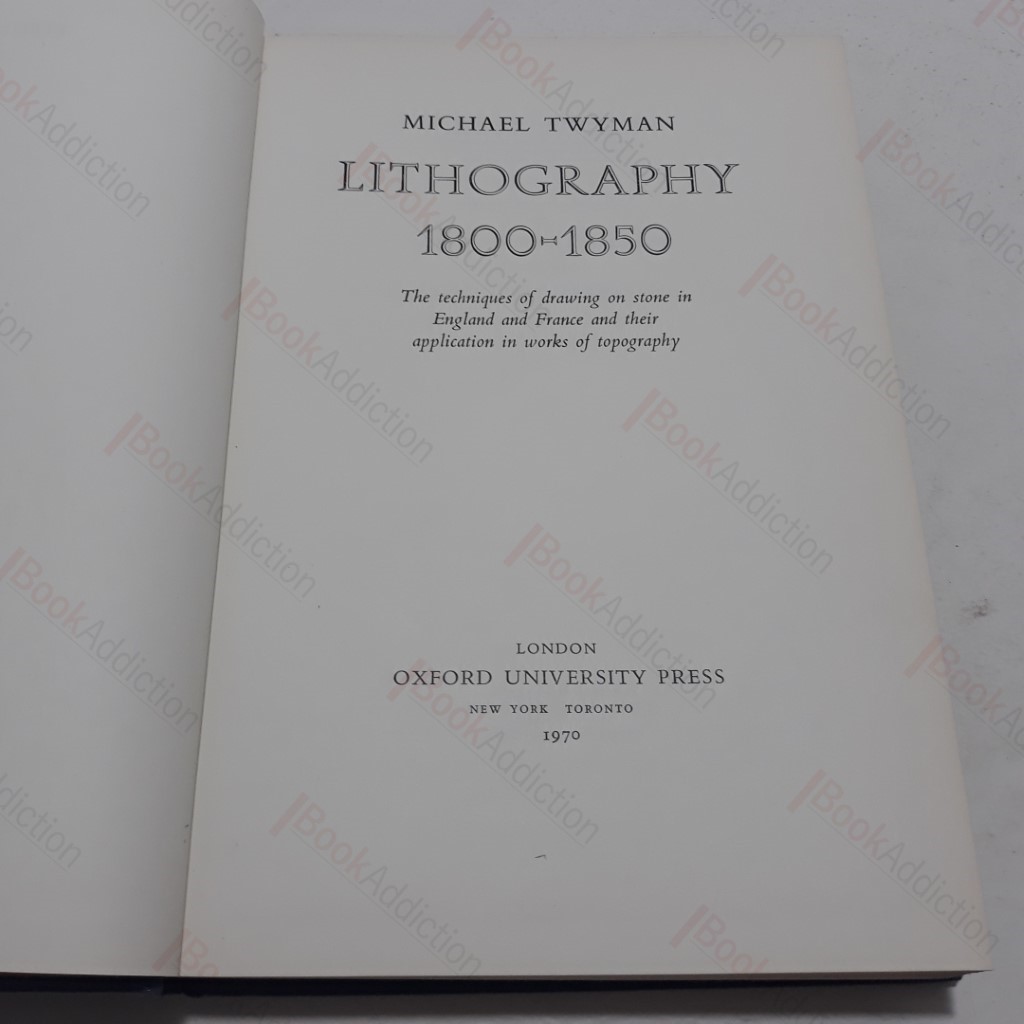 MICHAEL TWYMAN
LITHOGRAPHY
1800-1850
The techniques of drawing on stone in
England and France and their
application in works of topography
LONDON
OXFORD UNIVERSITY PRESS
NEW YORK TORONTO
1970
BookAddiction